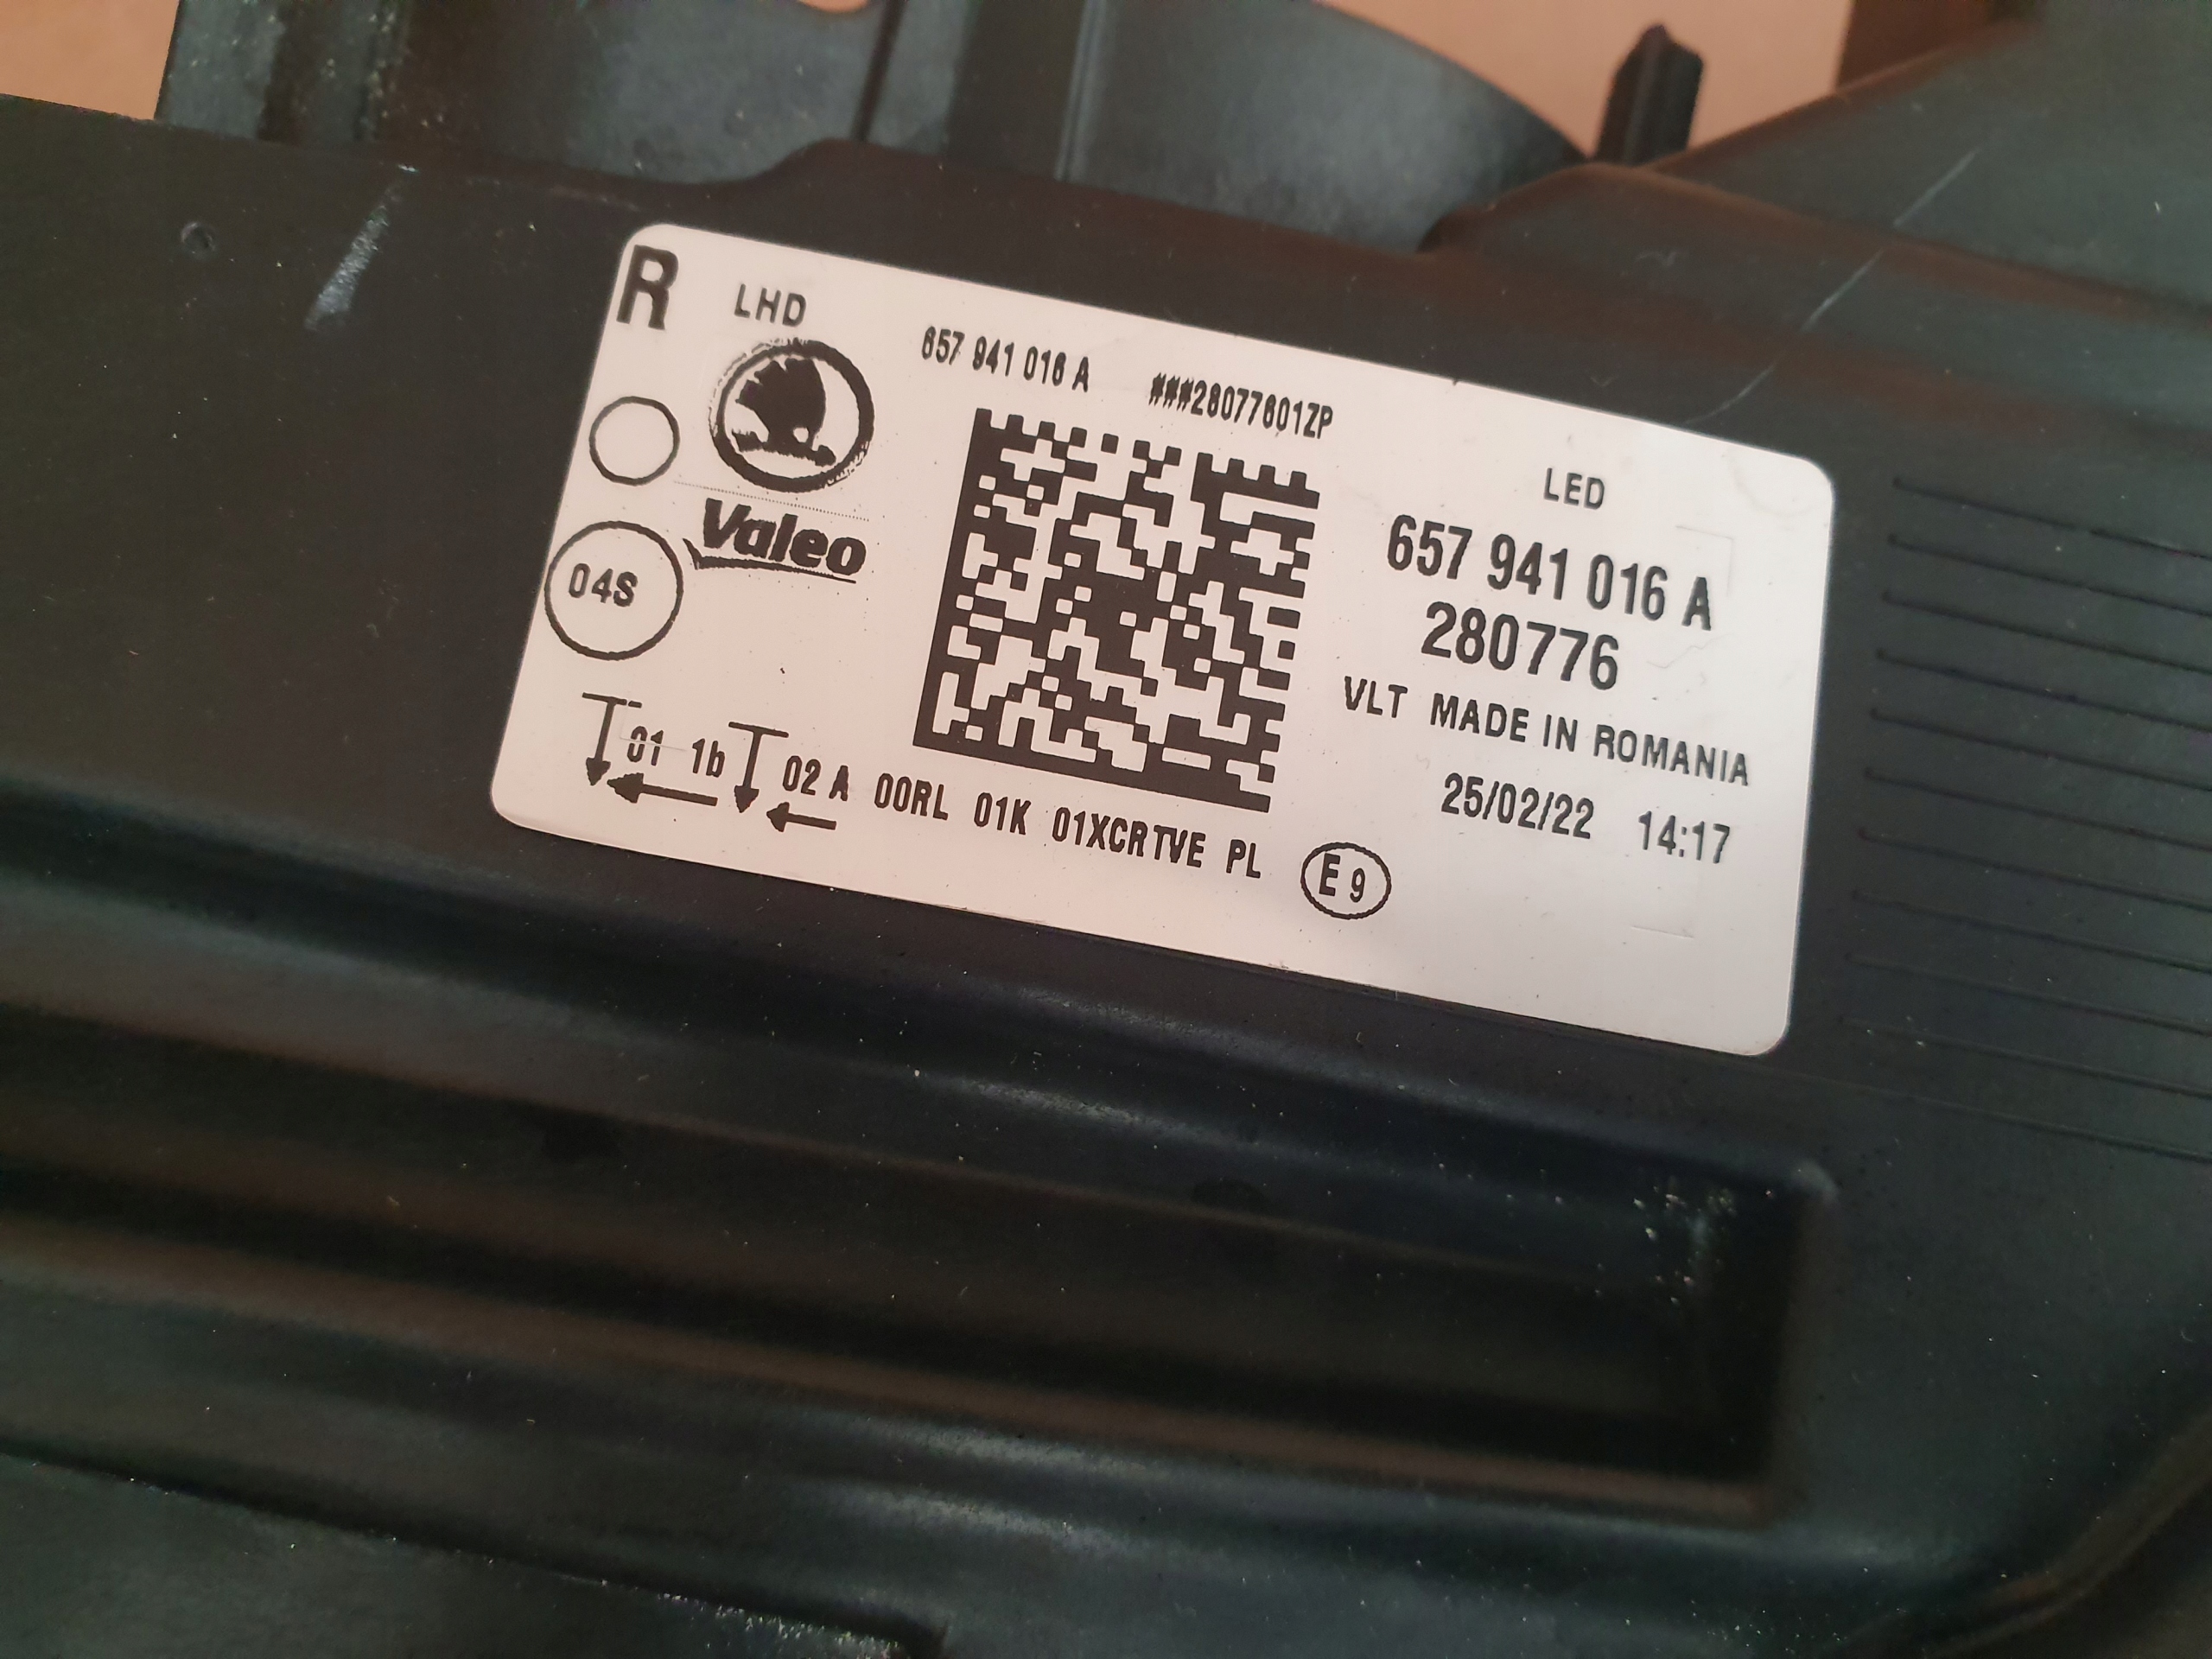 R
LHD
657 941 016 A ###28077601ZP
Valeo
04S
LED
657 941 016 A
280776
VLT MADE IN ROMANIA
25/02/22 14:17
01 1b 02 A 00RL 01K 01XCRTVE PL
E 9